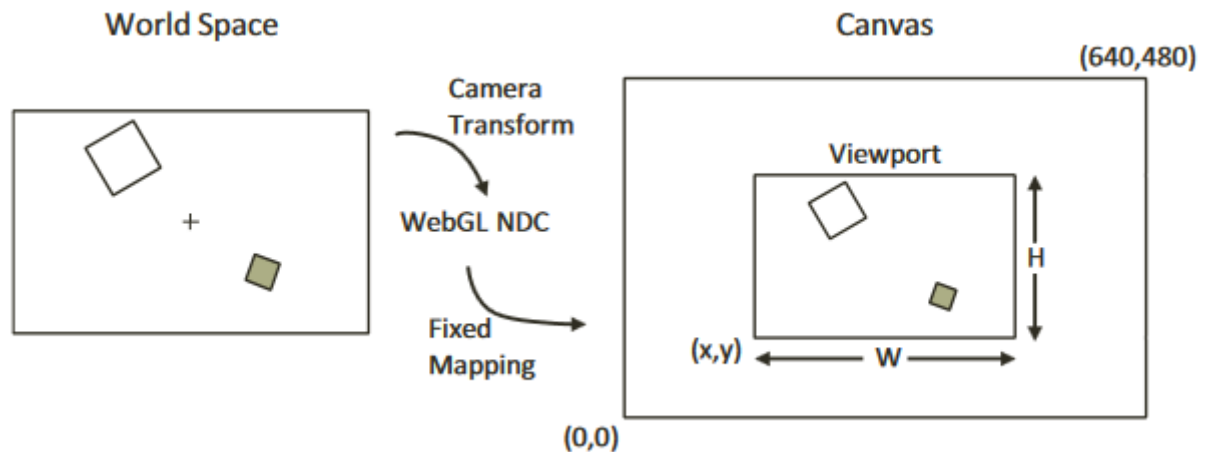 World Space
Canvas
(640,480)
Camera
Transform
Viewport
WebGL NDC
H
Fixed
Mapping
(x,y)
W
(0,0)